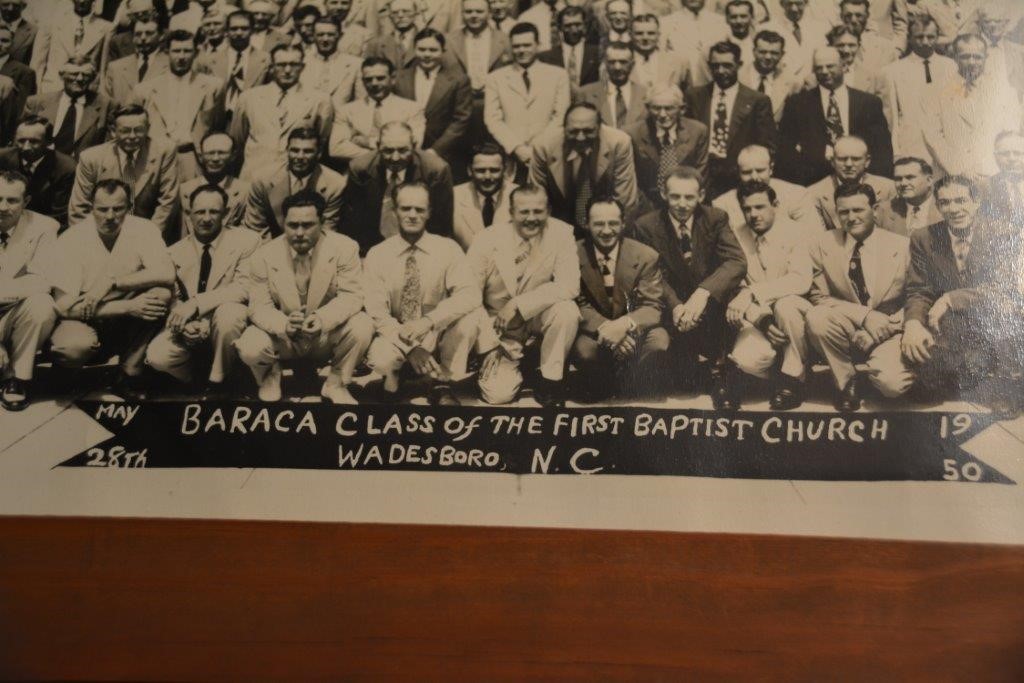 MAY 28TH
BARACA CLASS OF THE FIRST BAPTIST CHURCH
WADESBORO, N.C.
19 50